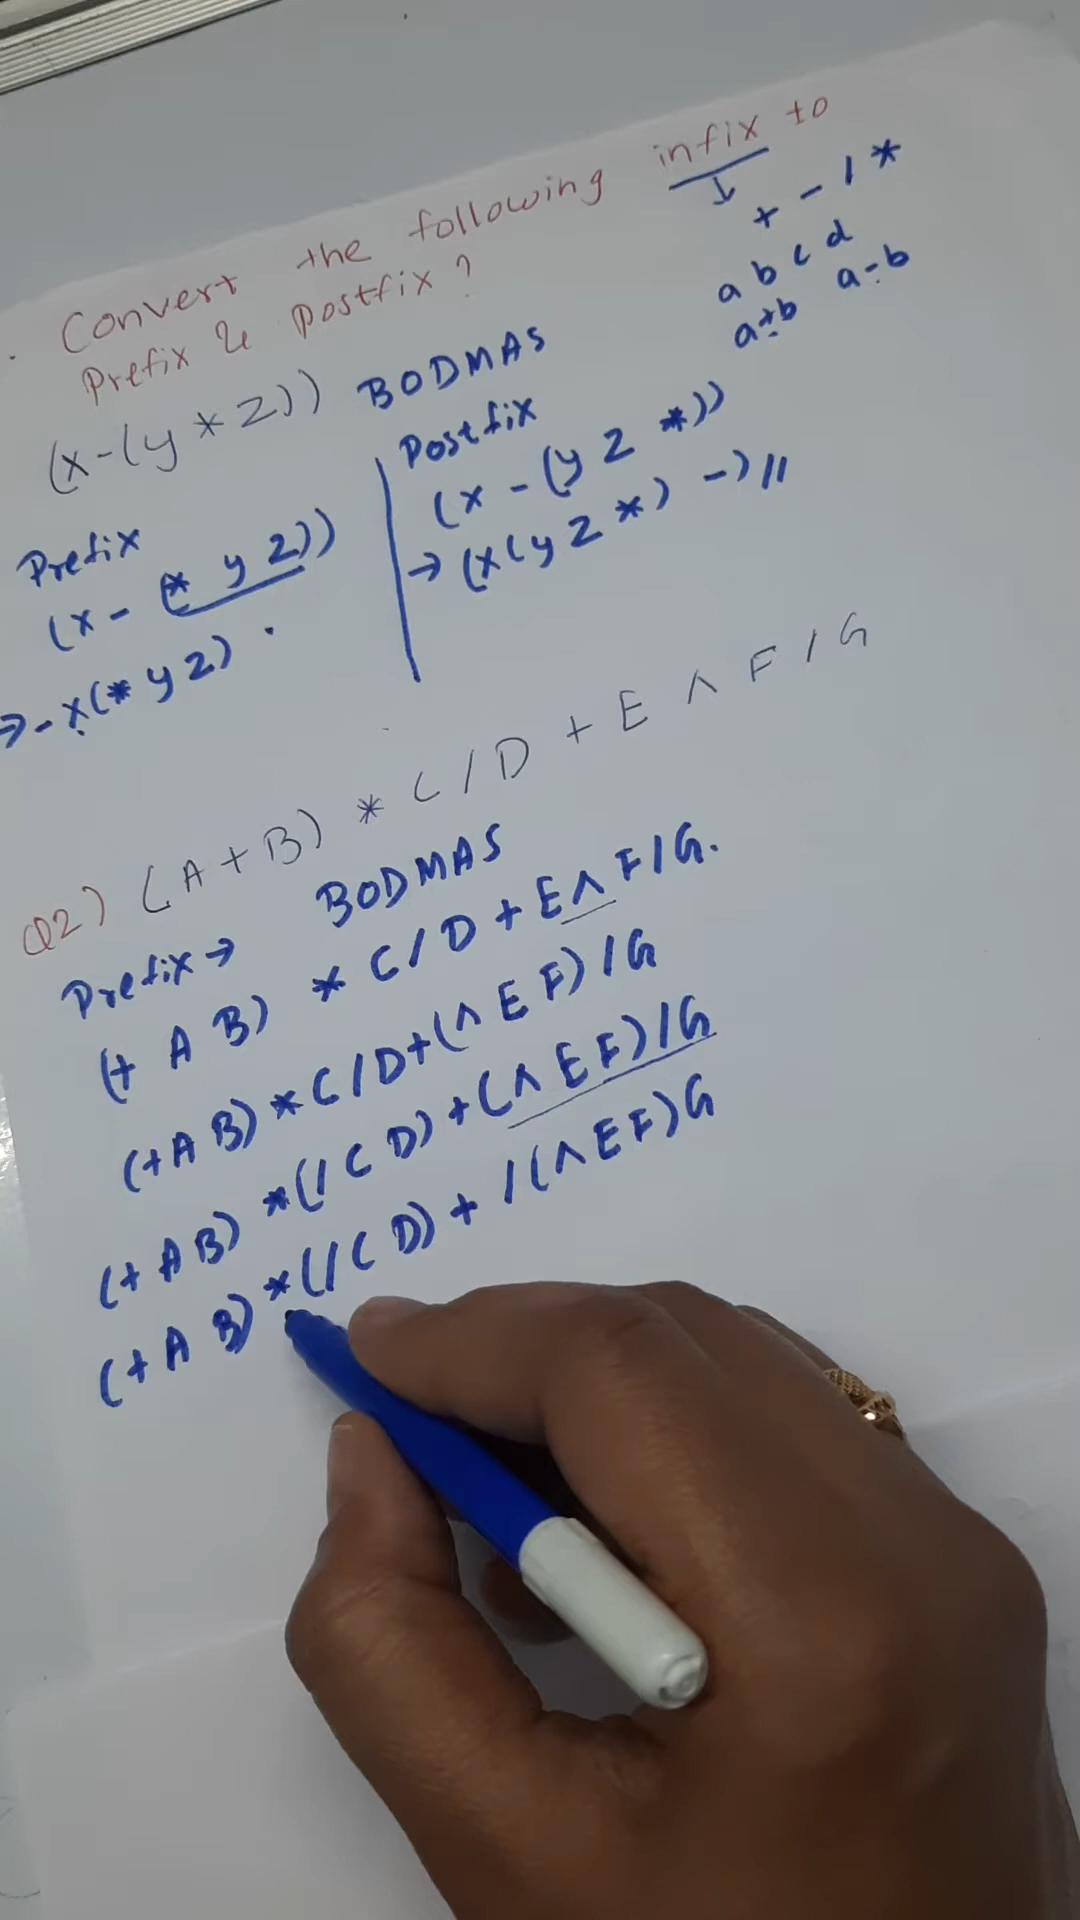 Convert the following infix to
Prefix & Postfix ?
↓
+ - / *
a b c d
a+b a-b
(x-(y*z)) BODMAS
Prefix
(x - (* y z))
→ -x(* y z) .
Postfix
(x - (y z *))
→ (x(y z *) -) //
Q2) (A+B) * C / D + E ^ F / G
BODMAS
Prefix →
(+ A B) * C / D + E ^ F / G.
(+A B) * C / D + (^ E F) / G
(+ A B) * (/ C D) + (^ E F) / G
(+ A B) * (/ C D) + / (^ E F) G